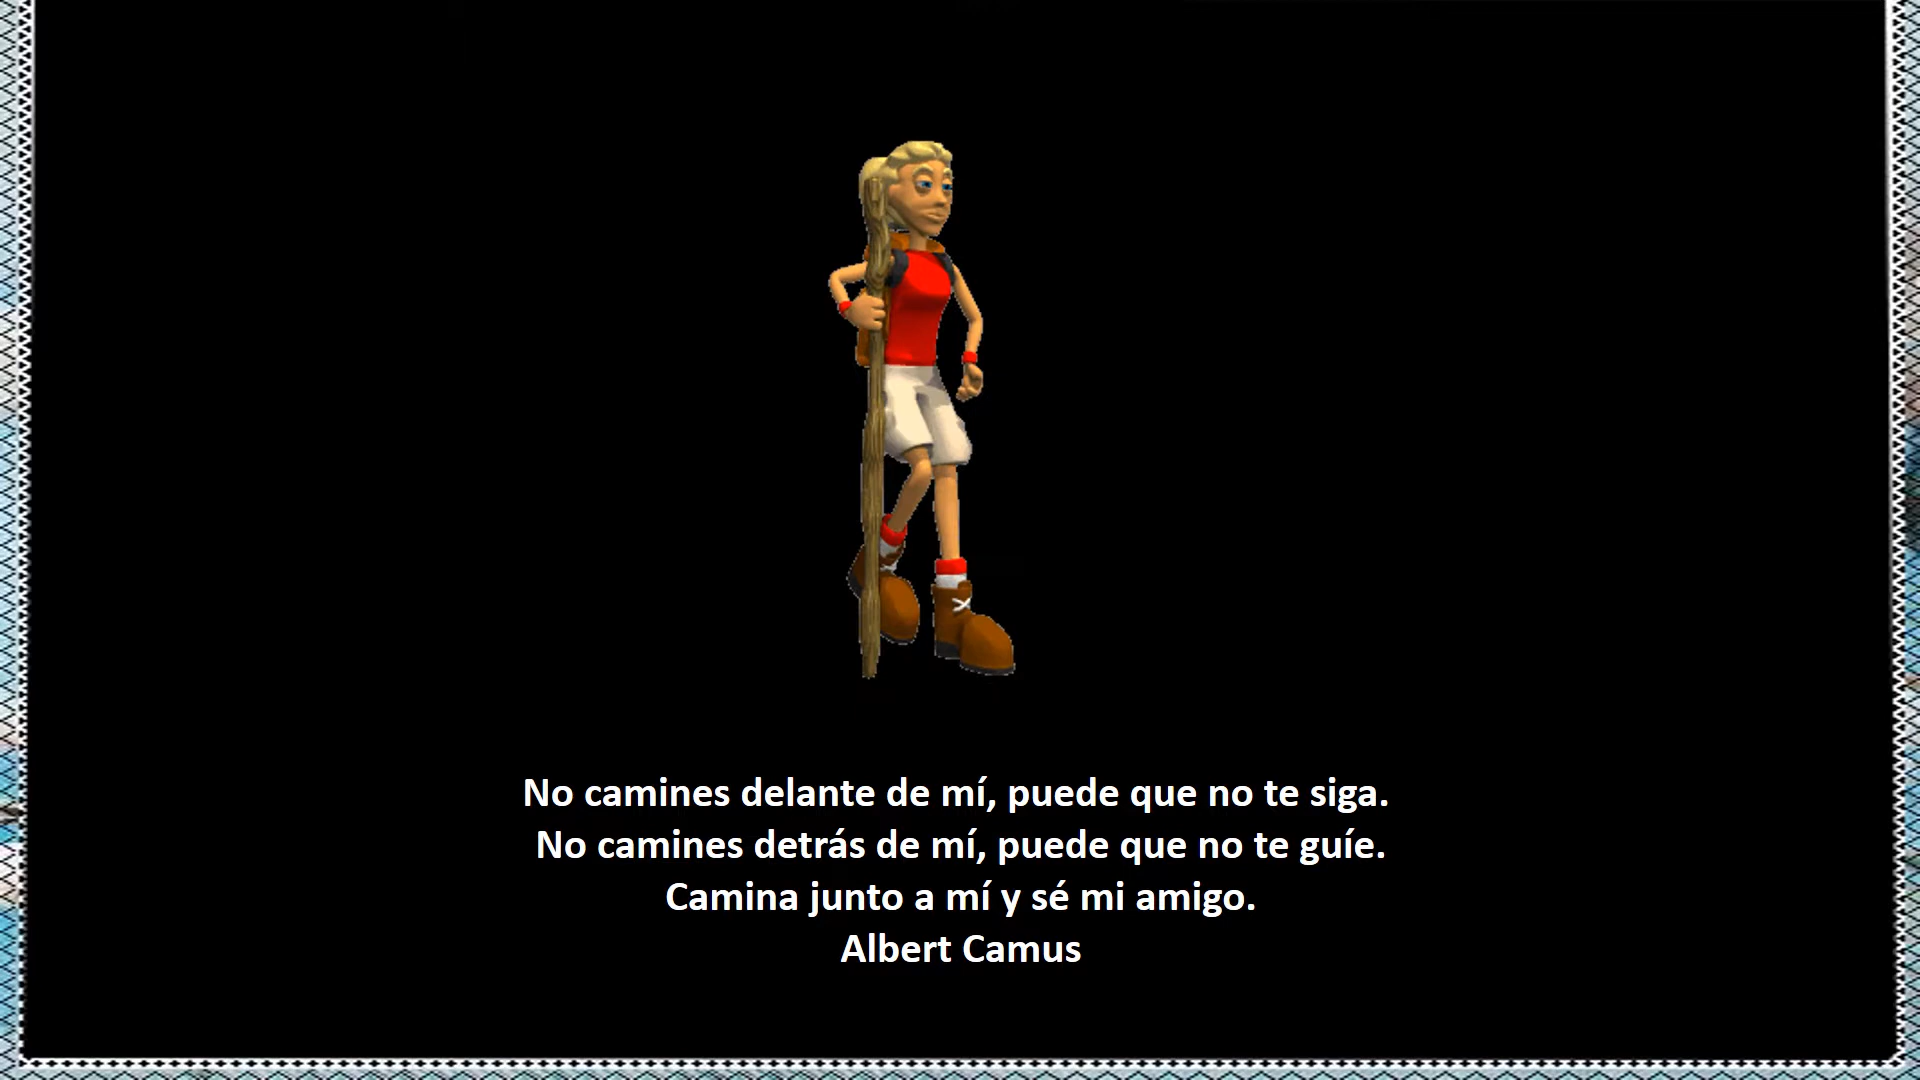 No camines delante de mí, puede que no te siga.
No camines detrás de mí, puede que no te guíe.
Camina junto a mí y sé mi amigo.
Albert Camus